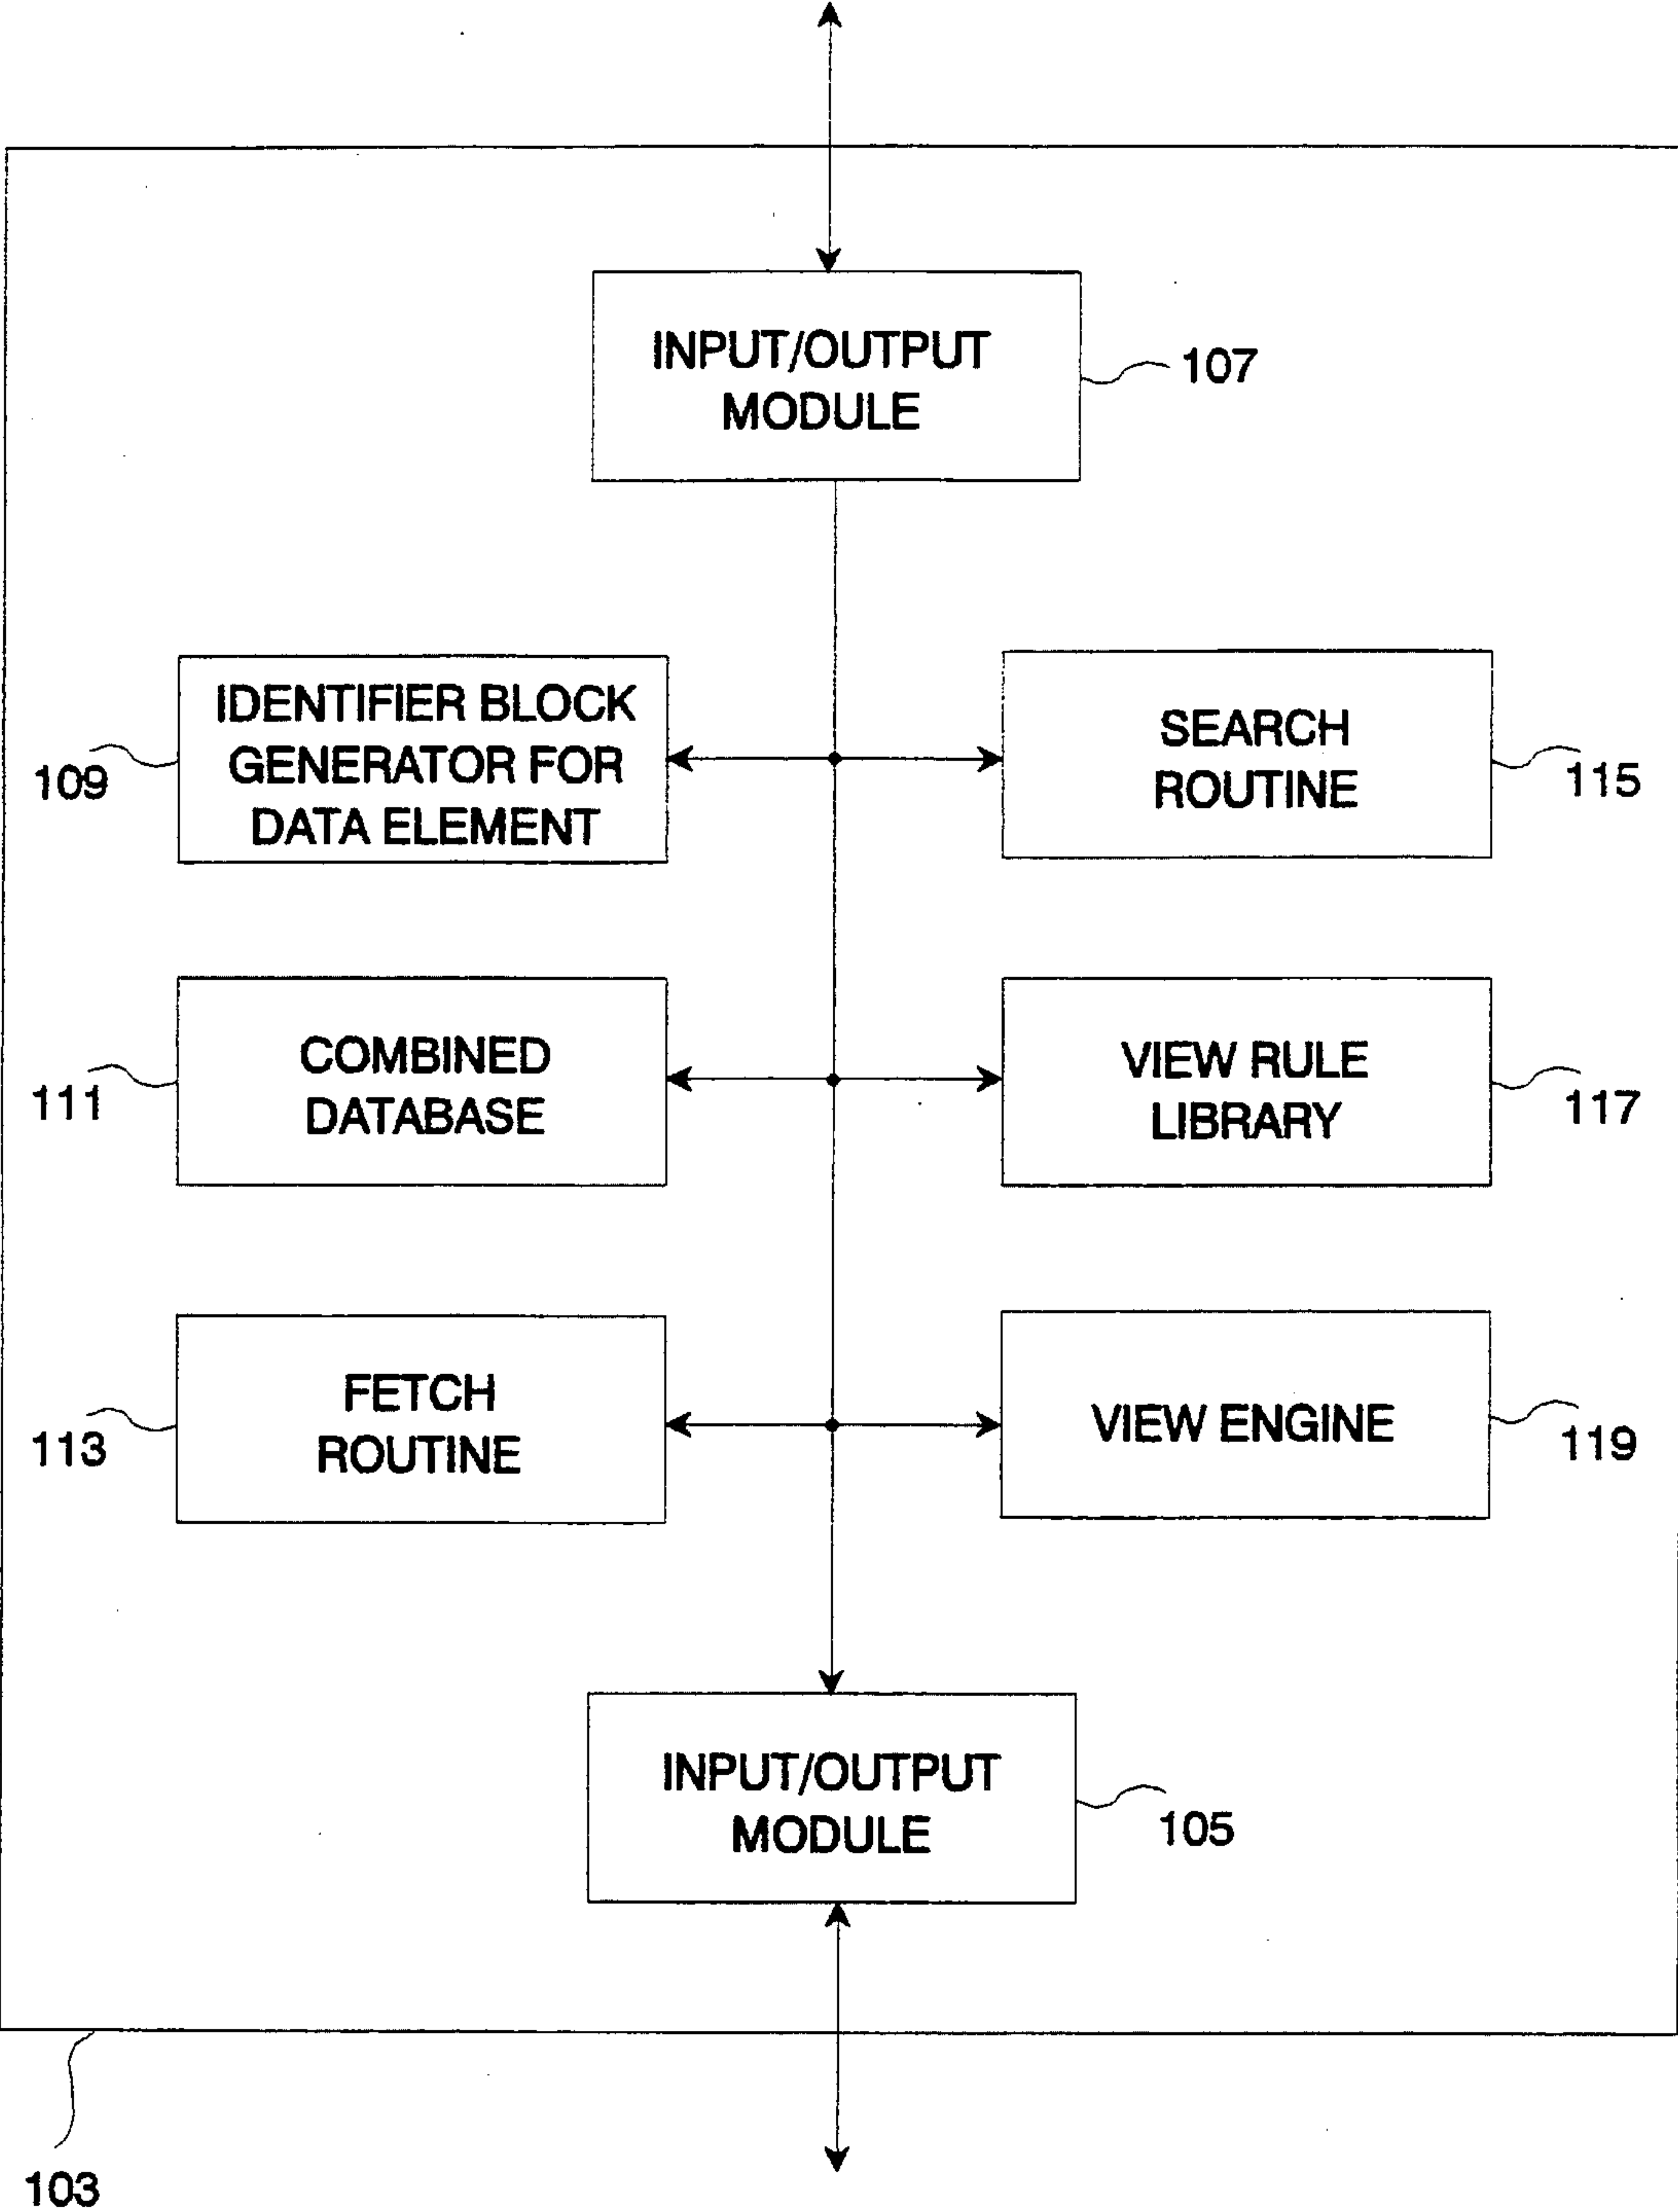 INPUT/OUTPUT
MODULE
107
IDENTIFIER BLOCK
GENERATOR FOR
DATA ELEMENT
109
SEARCH
ROUTINE
115
COMBINED
DATABASE
111
VIEW RULE
LIBRARY
117
FETCH
ROUTINE
113
VIEW ENGINE
119
INPUT/OUTPUT
MODULE
105
103